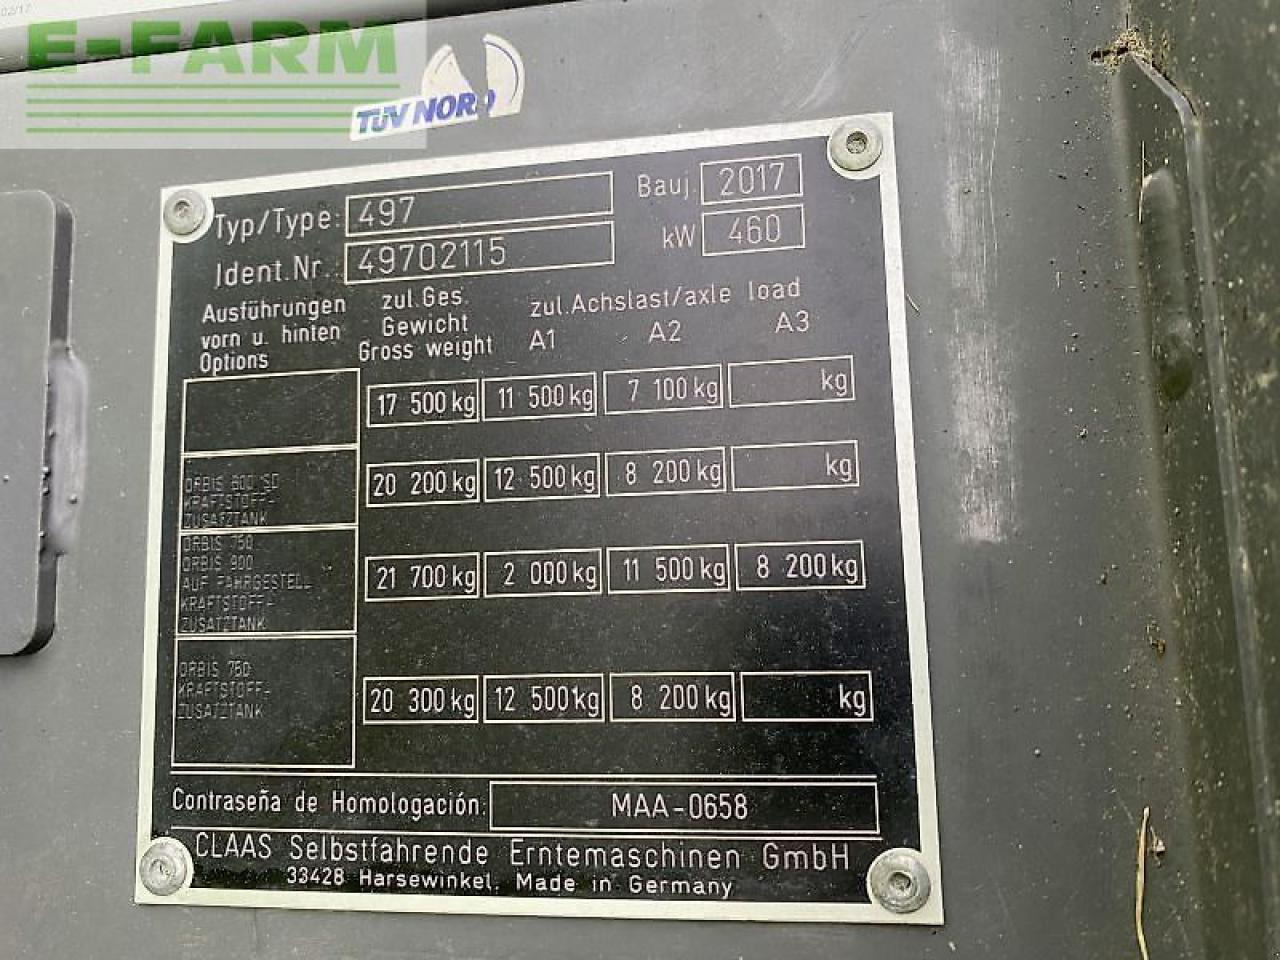 02/17
E-FARM
TÜV NORD
Typ/Type: 497
Bauj. 2017
Ident.Nr.: 49702115
kW 460
Ausführungen vorn u. hinten Options
zul.Ges. Gewicht Gross weight
zul.Achslast/axle load
A1 A2 A3
17 500 kg 11 500 kg 7 100 kg kg
ORBIS 600 SD
KRAFTSTOFF-
ZUSATZTANK
20 200 kg 12 500 kg 8 200 kg kg
ORBIS 750
ORBIS 900
AUF FAHRGESTELL
KRAFTSTOFF-
ZUSATZTANK
21 700 kg 2 000 kg 11 500 kg 8 200 kg
ORBIS 750
KRAFTSTOFF-
ZUSATZTANK
20 300 kg 12 500 kg 8 200 kg kg
Contraseña de Homologación: MAA-0658
CLAAS Selbstfahrende Erntemaschinen GmbH
33428 Harsewinkel, Made in Germany